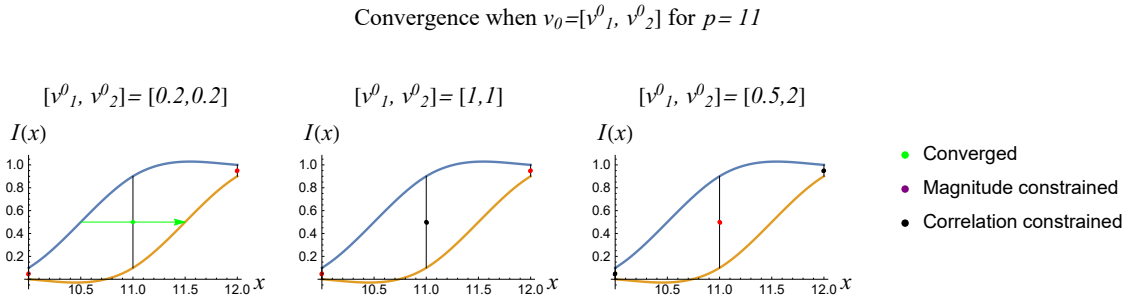 Convergence when v₀=[v⁰₁, v⁰₂] for p= 11
[v⁰₁, v⁰₂]= [0.2,0.2]
[v⁰₁, v⁰₂]= [1,1]
[v⁰₁, v⁰₂]= [0.5,2]
I(x)
1.0
0.8
0.6
0.4
0.2
10.5
11.0
11.5
12.0
x
I(x)
1.0
0.8
0.6
0.4
0.2
10.5
11.0
11.5
12.0
x
I(x)
1.0
0.8
0.6
0.4
0.2
10.5
11.0
11.5
12.0
x
Converged
Magnitude constrained
Correlation constrained